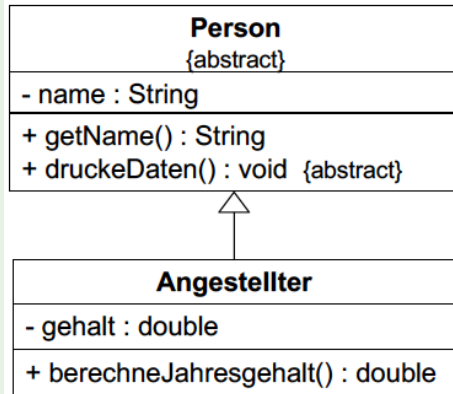 Person
{abstract}
- name : String
+ getName() : String
+ druckeDaten() : void {abstract}
Angestellter
- gehalt : double
+ berechneJahresgehalt() : double